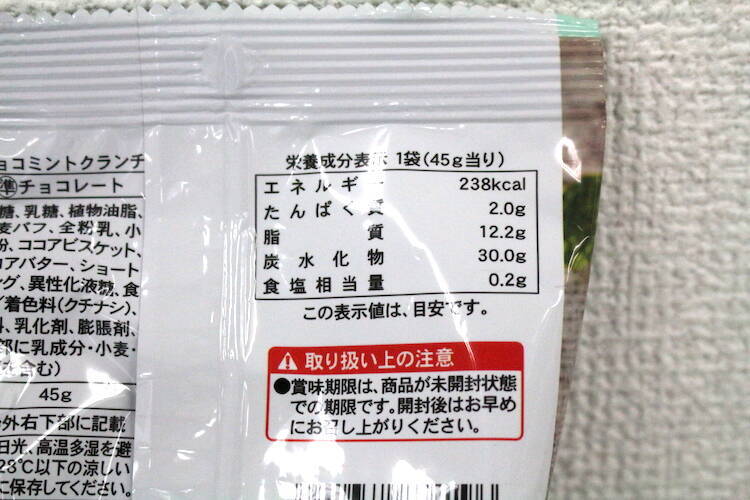 ョコミントクランチ
準チョコレート
糖、乳糖、植物油脂、
麦パフ、全粉乳、小
粉、ココアビスケット、
コアバター、ショート
ング、異性化液糖、食
/着色料(クチナシ)、
料、乳化剤、膨脹剤、
部に乳成分・小麦・
含む)
45g
外右下部に記載
日光、高温多湿を避
28℃以下の涼しい
に保存してください。
栄養成分表示 1袋(45g当り)
エネルギー 238kcal
たんぱく質 2.0g
脂質 12.2g
炭水化物 30.0g
食塩相当量 0.2g
この表示値は、目安です。
取り扱い上の注意
●賞味期限は、商品が未開封状態
での期限です。開封後はお早め
にお召し上がりください。